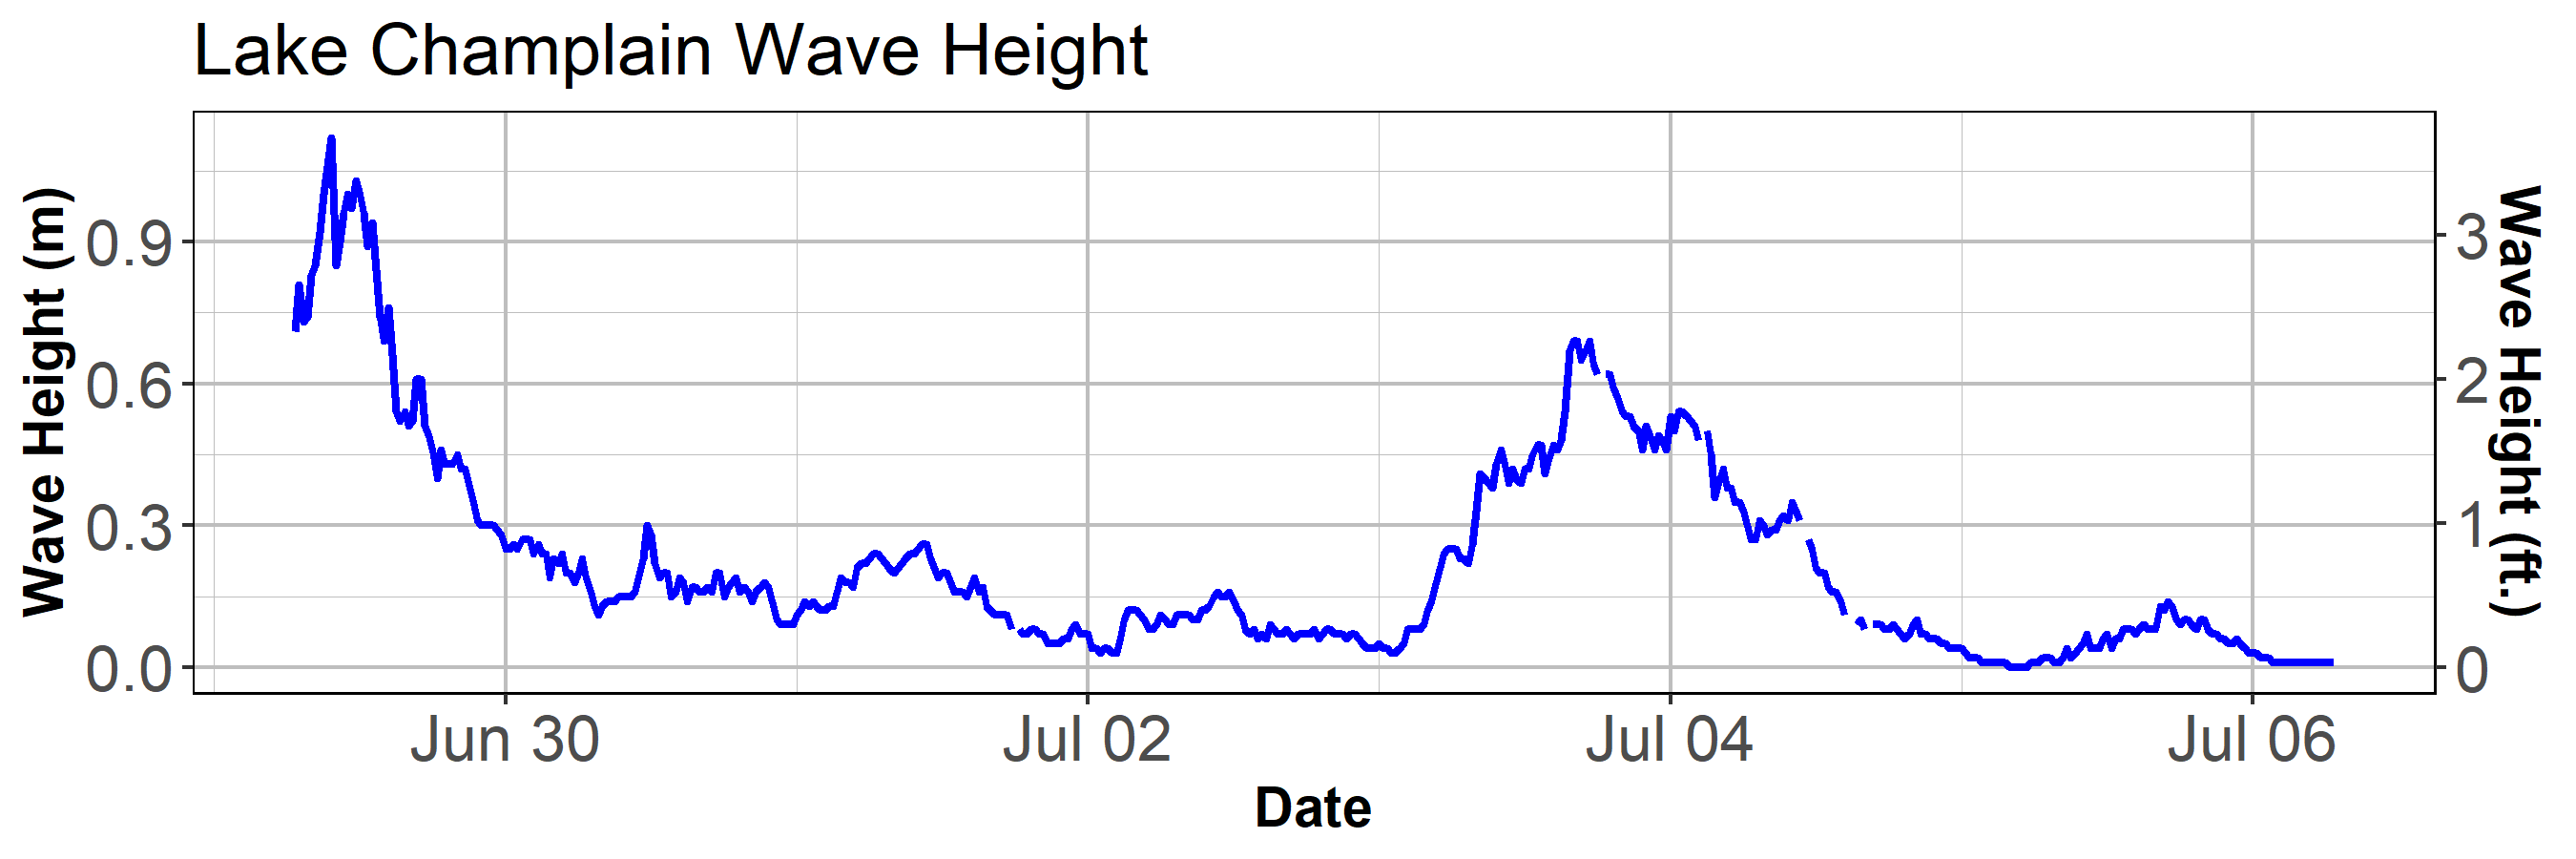 Lake Champlain Wave Height
Wave Height (m)
0.9
0.6
0.3
0.0
3
2
1
0
Wave Height (ft.)
Jun 30
Jul 02
Jul 04
Jul 06
Date